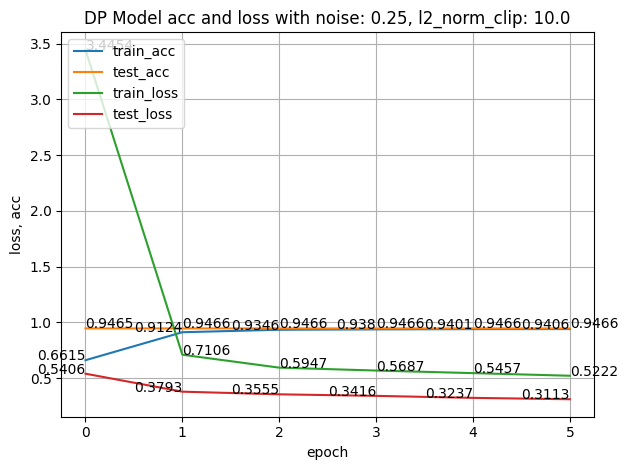 DP Model acc and loss with noise: 0.25, l2_norm_clip: 10.0
3.5
3.0
2.5
2.0
1.5
1.0
0.5
loss, acc
3.4454
train_acc
test_acc
train_loss
test_loss
0.9465 0.9124 0.9466 0.9346 0.9466 0.938 0.9466 0.9401 0.9466 0.9406 0.9466
0.6615 0.7106 0.5947 0.5687 0.5457 0.5222
0.5406 0.3793 0.3555 0.3416 0.3237 0.3113
0 1 2 3 4 5
epoch